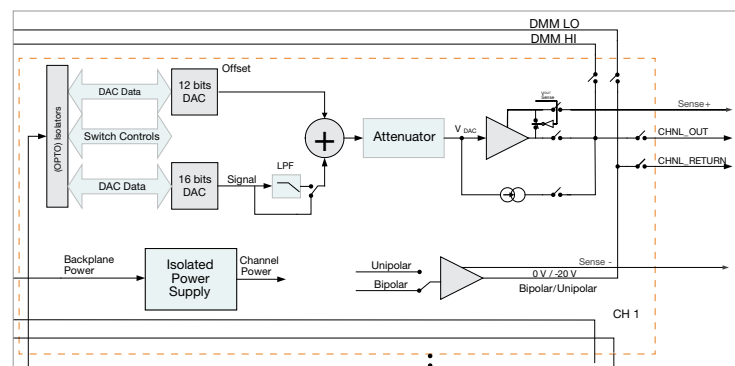 DMM LO
DMM HI
Offset
DAC Data
12 bits
DAC
(OPTO) Isolators
Switch Controls
DAC Data
16 bits
DAC
Signal
LPF
+
Attenuator
V DAC
Sense
Sense+
CHNL_OUT
CHNL_RETURN
Backplane
Power
Isolated
Power
Supply
Channel
Power
Unipolar
Bipolar
Sense -
0 V / -20 V
Bipolar/Unipolar
CH 1